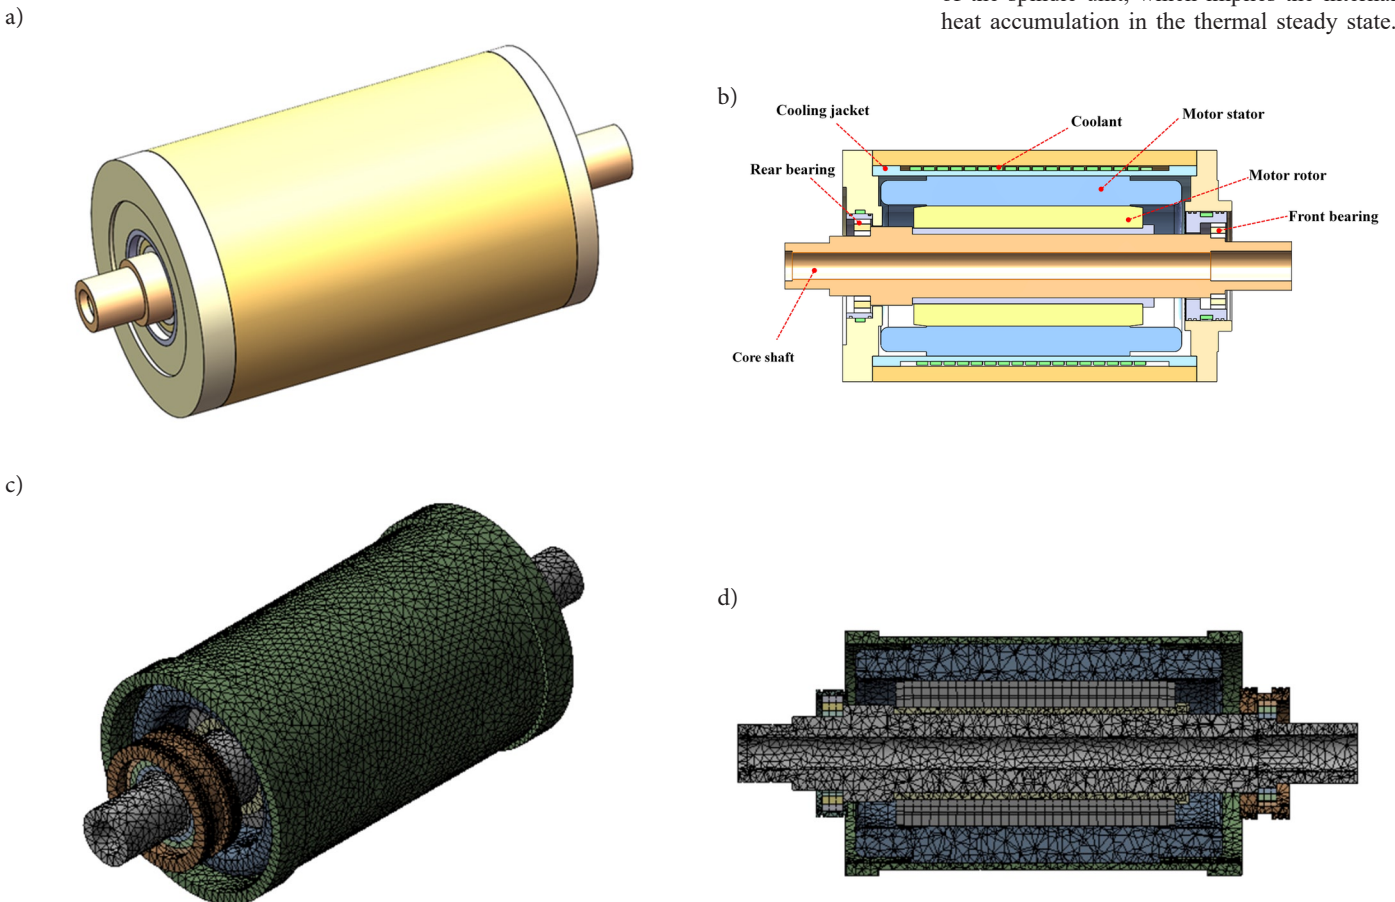 a)
heat accumulation in the thermal steady state.
b)
Cooling jacket
Coolant
Motor stator
Rear bearing
Motor rotor
Front bearing
Core shaft
c)
d)